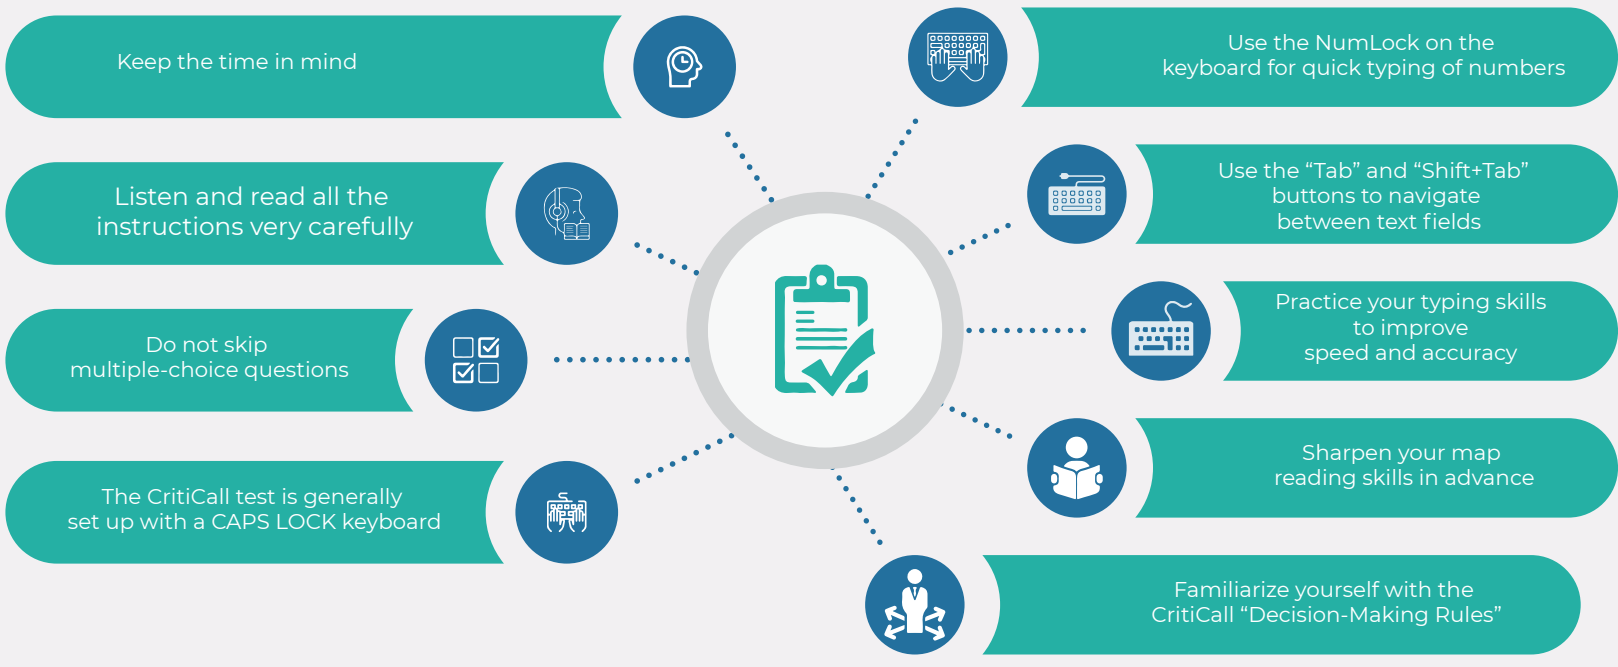 Keep the time in mind
Listen and read all the
instructions very carefully
Do not skip
multiple-choice questions
The CritiCall test is generally
set up with a CAPS LOCK keyboard
Use the NumLock on the
keyboard for quick typing of numbers
Use the “Tab” and “Shift+Tab”
buttons to navigate
between text fields
Practice your typing skills
to improve
speed and accuracy
Sharpen your map
reading skills in advance
Familiarize yourself with the
CritiCall “Decision-Making Rules”